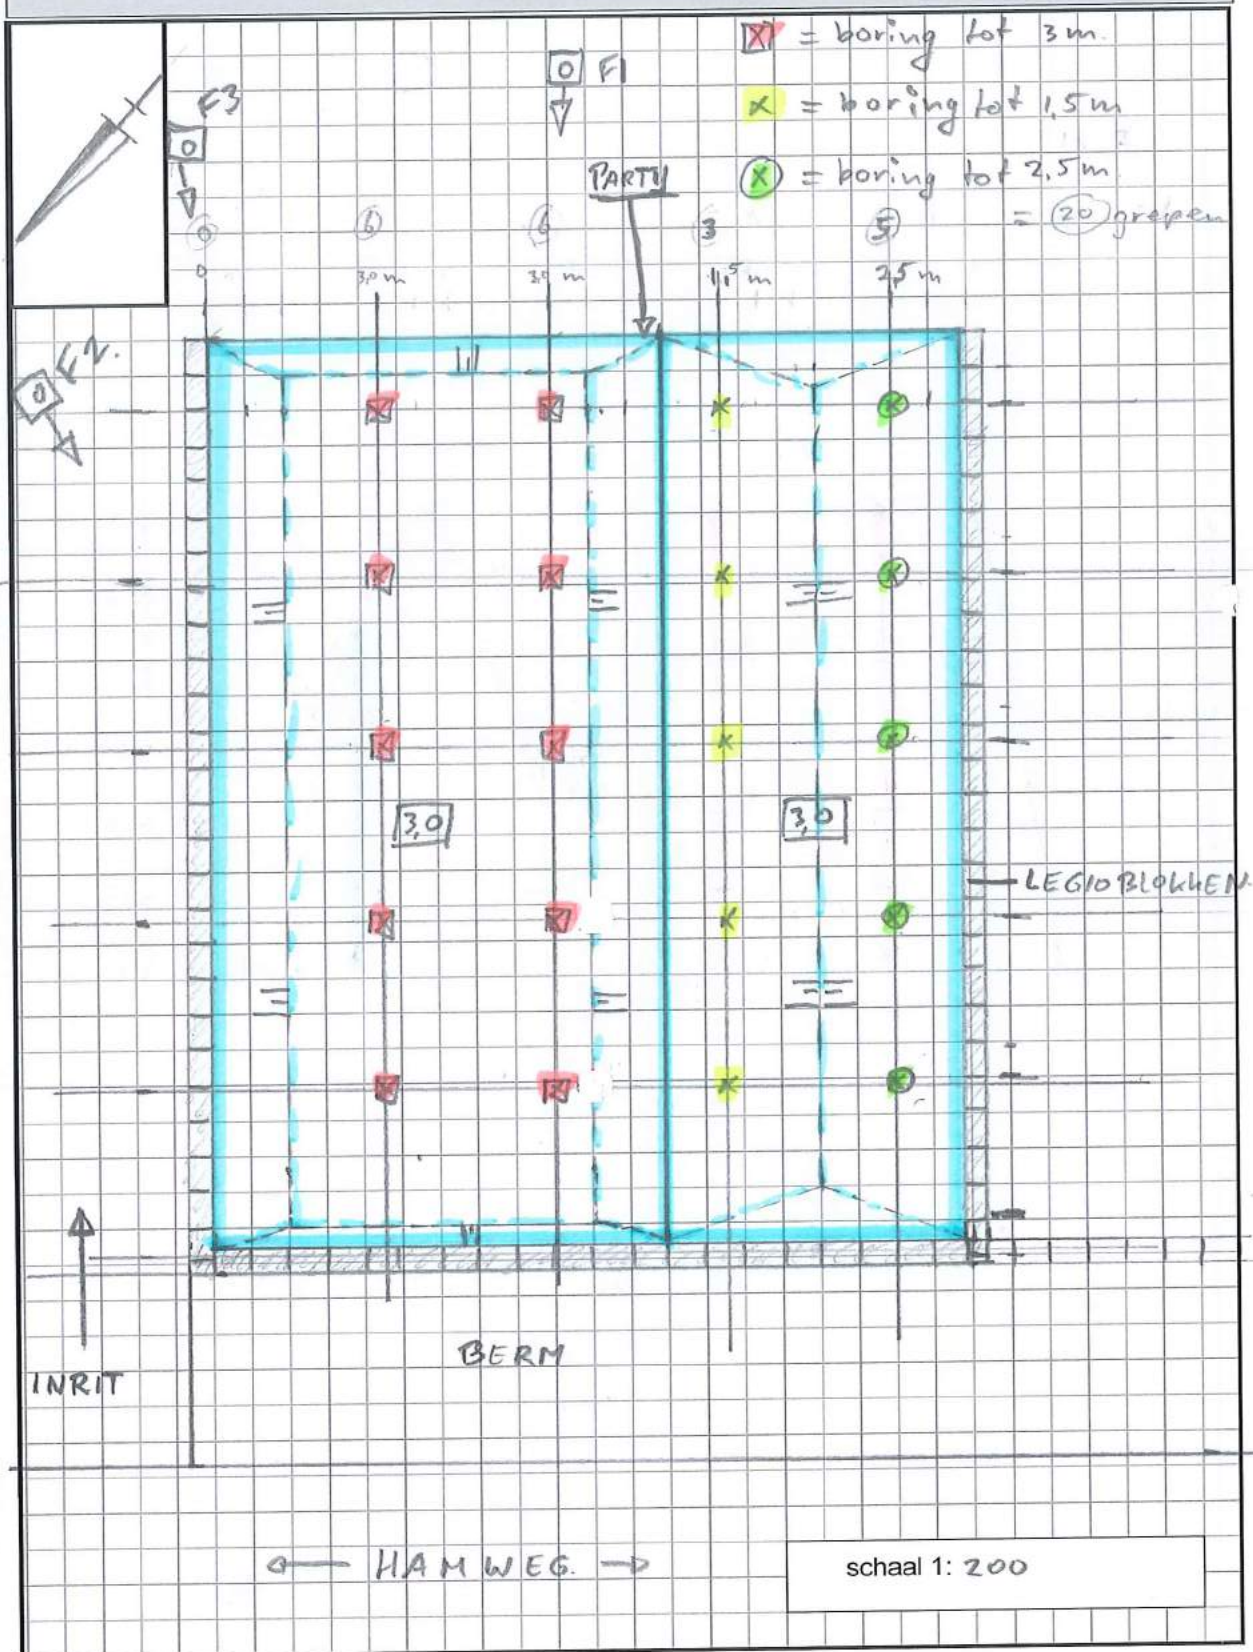 ☒ = boring tot 3 m.
F1
x = boring tot 1,5 m
F3
ⓧ = boring tot 2,5 m
PARTIJ
= 20 grepen
0 6 6 3 5
0 3,0 m 3,0 m 1,5 m 2,5 m
F2.
3,0 3,0
LEGIOBLOKKEN.
BERM
INRIT
HAMWEG.
schaal 1: 200